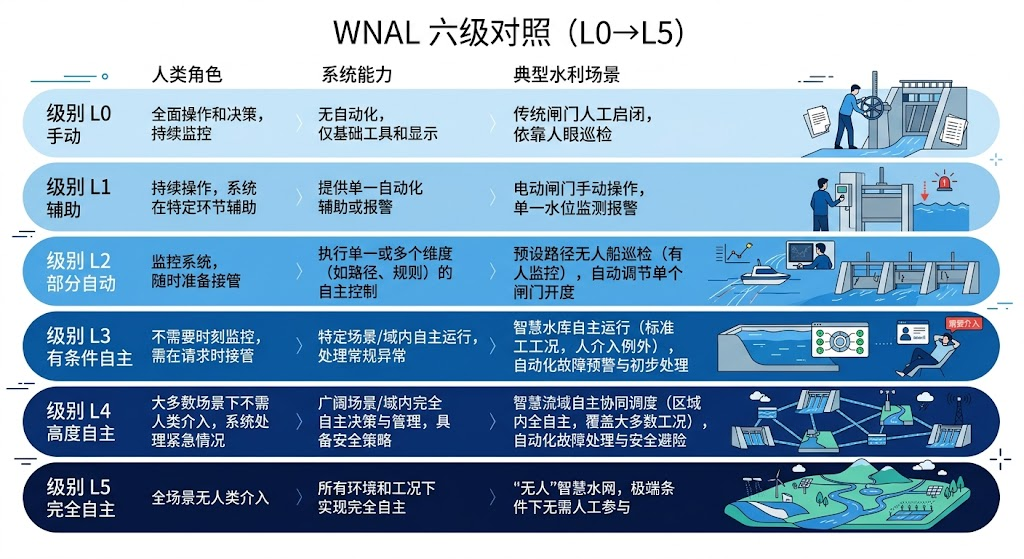 WNAL 六级对照（L0→L5）
人类角色
系统能力
典型水利场景
级别 L0
手动
全面操作和决策，
持续监控
无自动化，
仅基础工具和显示
传统闸门人工启闭，
依靠人眼巡检
级别 L1
辅助
持续操作，系统
在特定环节辅助
提供单一自动化
辅助或报警
电动闸门手动操作，
单一水位监测报警
级别 L2
部分自动
监控系统，
随时准备接管
执行单一或多个维度
（如路径、规则）的
自主控制
预设路径无人船巡检（有
人监控），自动调节单个
闸门开度
级别 L3
有条件自主
不需要时刻监控，
需在请求时接管
特定场景/域内自主运行，
处理常规异常
智慧水库自主运行（标准
工工况，人介入例外），
自动化故障预警与初步处理
需要介入
级别 L4
高度自主
大多数场景下不需
人类介入，系统处
理紧急情况
广阔场景/域内完全
自主决策与管理，具
备安全策略
智慧流域自主协同调度（区域
内全自主，覆盖大多数工况），
自动化故障处理与安全避险
级别 L5
完全自主
全场景无人类介入
所有环境和工况下
实现完全自主
“无人”智慧水网，极端条
件下无需人工参与